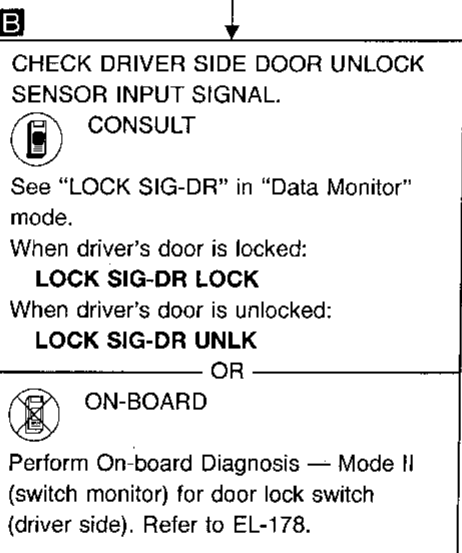 B
CHECK DRIVER SIDE DOOR UNLOCK
SENSOR INPUT SIGNAL.
CONSULT
See "LOCK SIG-DR" in "Data Monitor"
mode.
When driver's door is locked:
LOCK SIG-DR LOCK
When driver's door is unlocked:
LOCK SIG-DR UNLK
OR
ON-BOARD
Perform On-board Diagnosis — Mode II
(switch monitor) for door lock switch
(driver side). Refer to EL-178.